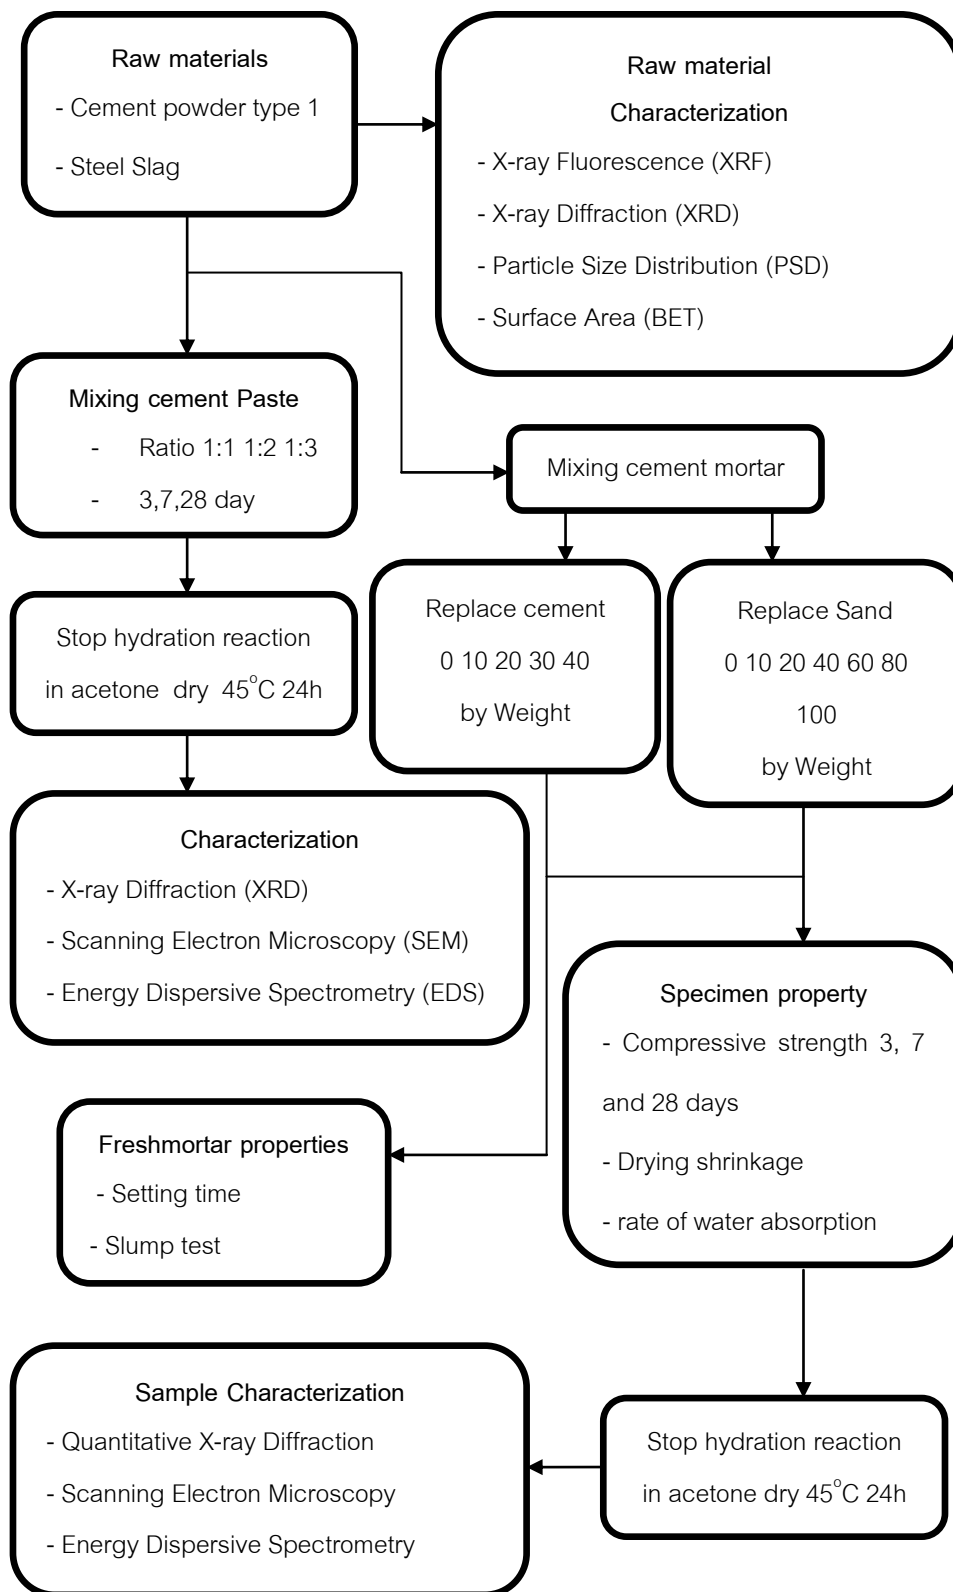 Raw materials
- Cement powder type 1
- Steel Slag
Raw material
Characterization
- X-ray Fluorescence (XRF)
- X-ray Diffraction (XRD)
- Particle Size Distribution (PSD)
- Surface Area (BET)
Mixing cement Paste
- Ratio 1:1 1:2 1:3
- 3,7,28 day
Mixing cement mortar
Stop hydration reaction
in acetone dry 45°C 24h
Replace cement
0 10 20 30 40
by Weight
Replace Sand
0 10 20 40 60 80
100
by Weight
Characterization
- X-ray Diffraction (XRD)
- Scanning Electron Microscopy (SEM)
- Energy Dispersive Spectrometry (EDS)
Specimen property
- Compressive strength 3, 7
and 28 days
- Drying shrinkage
- rate of water absorption
Freshmortar properties
- Setting time
- Slump test
Sample Characterization
- Quantitative X-ray Diffraction
- Scanning Electron Microscopy
- Energy Dispersive Spectrometry
Stop hydration reaction
in acetone dry 45°C 24h